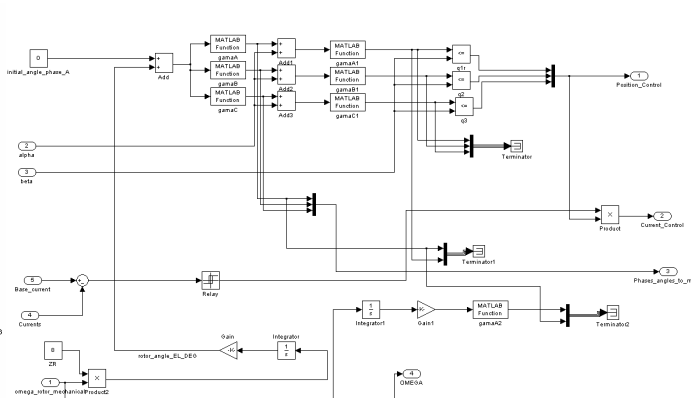 0
initial_angle_phase_A
Add
MATLAB
Function
gamaA
MATLAB
Function
gamaB
MATLAB
Function
gamaC
Add1
Add2
Add3
MATLAB
Function
gamaA1
MATLAB
Function
gamaB1
MATLAB
Function
gamaC1
<=
q1r
<=
q2
<=
q3
1
Position_Control
2
alpha
3
beta
Terminator
Product
2
Current_Control
Terminator1
3
Phases_angles_to_m
5
Base_current
4
Currents
Relay
1
s
Integrator1
-K-
Gain1
MATLAB
Function
gamaA2
Terminator2
Gain
-K-
Integrator
1
s
rotor_angle_EL_DEG
8
ZR
1
omega_rotor_mechanical
Product2
4
OMEGA